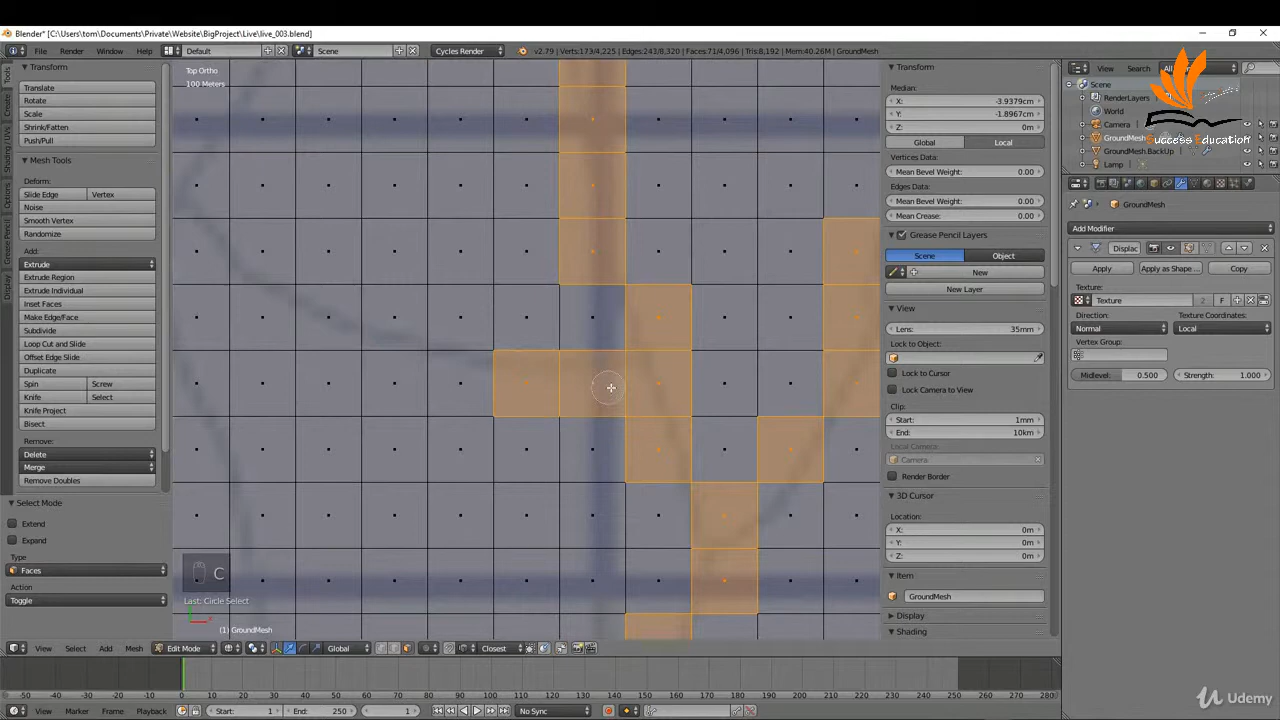 Blender* [C:\Users\tom\Documents\Private\Website\BigProject\Live\live_003.blend]
File Render Window Help Default Scene Cycles Render v2.79 | Verts:173/4,225 | Edges:243/8,320 | Faces:71/4,096 | Tris:8,192 | Mem:40.26M | GroundMesh
View Search All
Success Education
Transform
Translate
Rotate
Scale
Shrink/Fatten
Push/Pull
Mesh Tools
Deform:
Slide Edge Vertex
Noise
Smooth Vertex
Randomize
Add:
Extrude
Extrude Region
Extrude Individual
Inset Faces
Make Edge/Face
Subdivide
Loop Cut and Slide
Offset Edge Slide
Duplicate
Spin Screw
Knife Select
Knife Project
Bisect
Remove:
Delete
Merge
Remove Doubles
Select Mode
Extend
Expand
Type
Faces
Action
Toggle
Tools
Create
Shading / UVs
Options
Grease Pencil
Display
Top Ortho
100 Meters
C
Last: Circle Select
(1) GroundMesh
Transform
Median:
X: -3.9379cm
Y: -1.8967cm
Z: 0m
Global Local
Vertices Data:
Mean Bevel Weight: 0.00
Edges Data:
Mean Bevel Weight: 0.00
Mean Crease: 0.00
Grease Pencil Layers
Scene Object
New
New Layer
View
Lens: 35mm
Lock to Object:
Lock to Cursor
Lock Camera to View
Clip:
Start: 1mm
End: 10km
Local Camera:
Camera
Render Border
3D Cursor
Location:
X: 0m
Y: 0m
Z: 0m
Item
GroundMesh
Display
Shading
Scene
RenderLayers
World
Camera
GroundMesh
GroundMesh.BackUp
Lamp
GroundMesh
Add Modifier
Displac
Apply Apply as Shape ... Copy
Texture:
Texture 2 F
Direction: Texture Coordinates:
Normal Local
Vertex Group:
Midlevel: 0.500 Strength: 1.000
View Select Add Mesh Edit Mode Global Closest
-50 -40 -30 -20 -10 0 10 20 30 40 50 60 70 80 90 100 110 120 130 140 150 160 170 180 190 200 210 220 230 240 250 260 270 280
View Marker Frame Playback Start: 1 End: 250 1 No Sync
Udemy